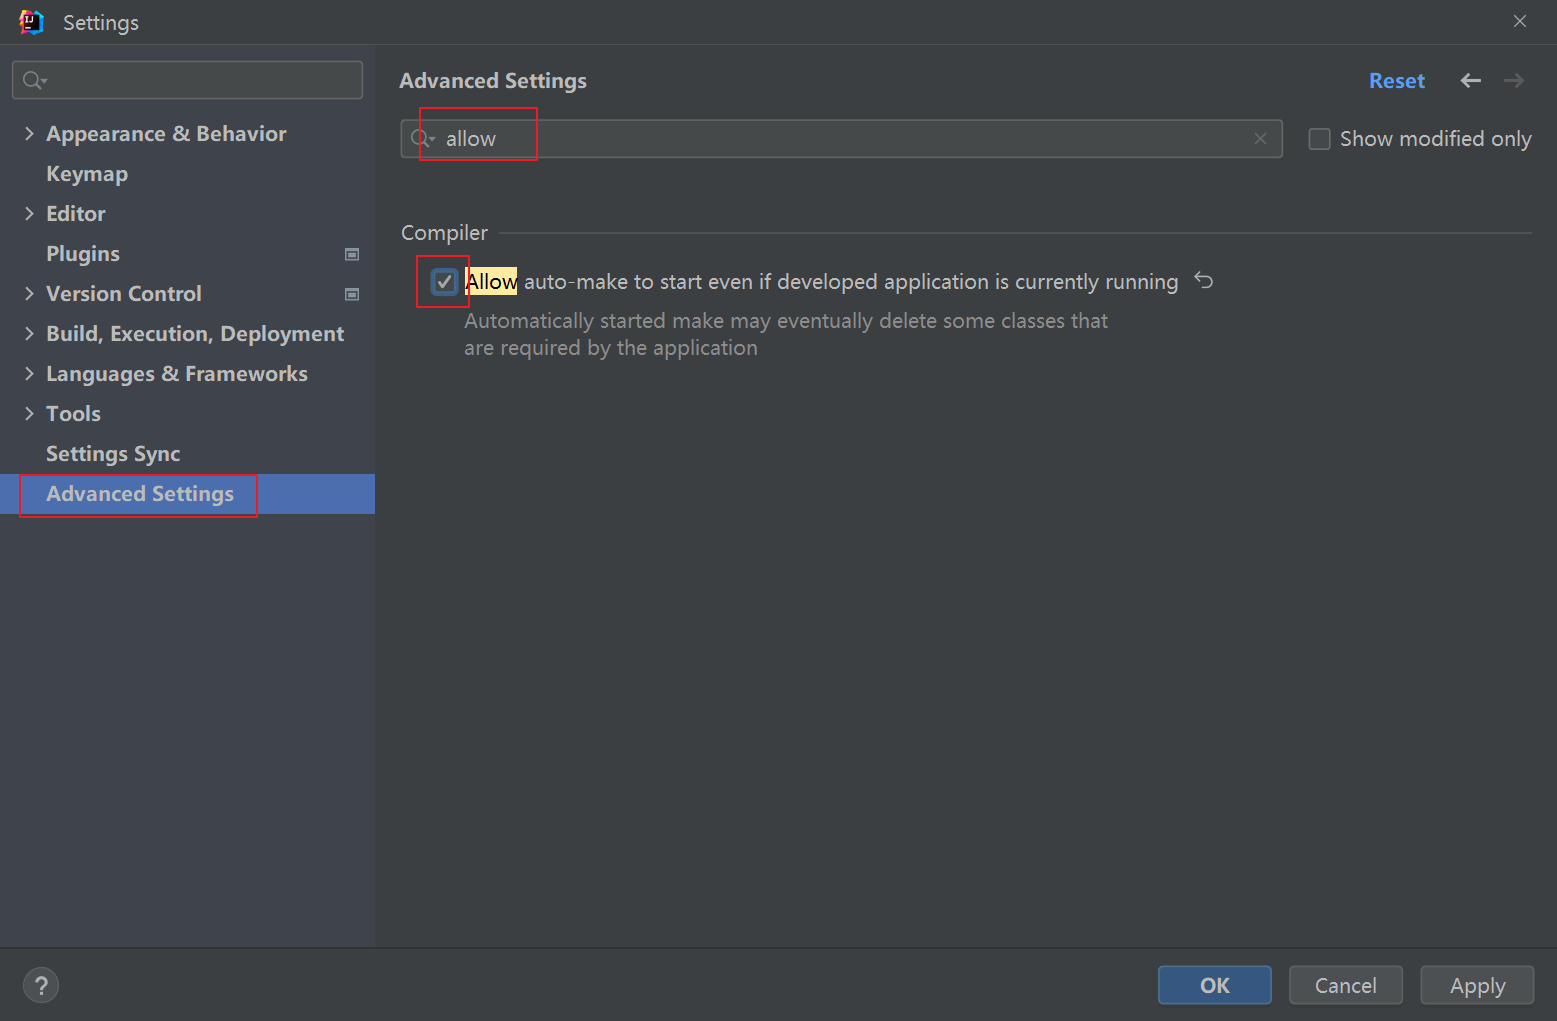 Settings
Advanced Settings
Reset
allow
Show modified only
Appearance & Behavior
Keymap
Editor
Plugins
Version Control
Build, Execution, Deployment
Languages & Frameworks
Tools
Settings Sync
Advanced Settings
Compiler
Allow auto-make to start even if developed application is currently running
Automatically started make may eventually delete some classes that
are required by the application
?
OK
Cancel
Apply